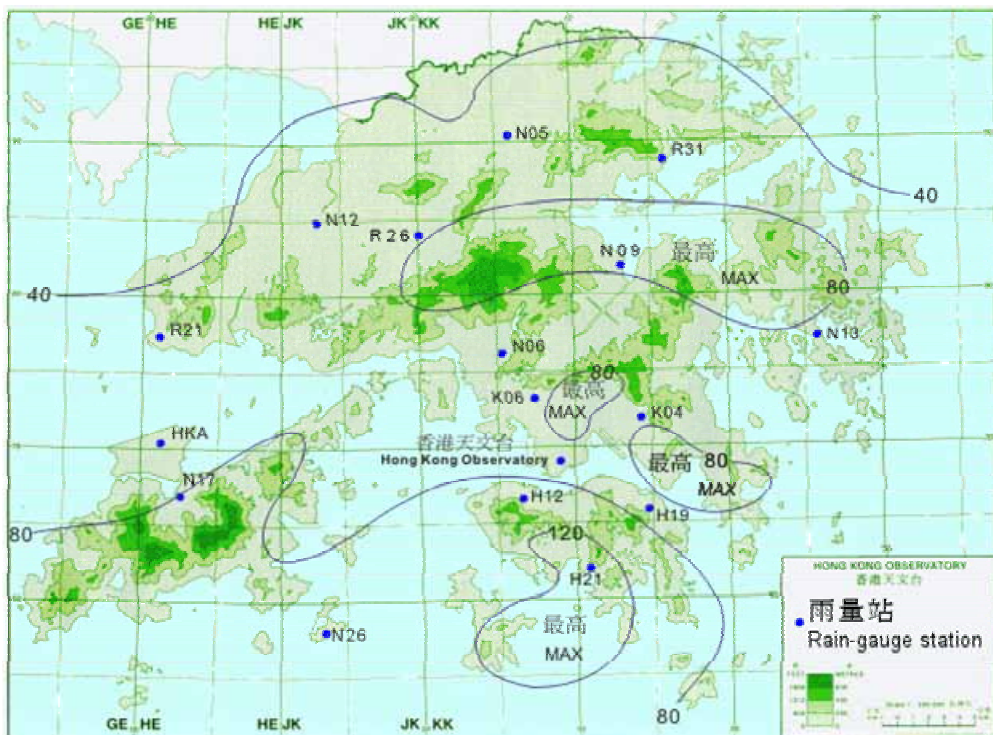 GE HE
HE JK
JK KK
N05
R31
40
N12
R 26
N 09
最高
MAX
80
40
R21
N13
N06
80
最高
K06
MAX
K04
HKA
香港天文台
Hong Kong Observatory
最高 80
MAX
N17
H12
H19
80
120
H21
最高
N26
MAX
80
GE HE
HE JK
JK KK
HONG KONG OBSERVATORY
香港天文台
雨量站
Rain-gauge station